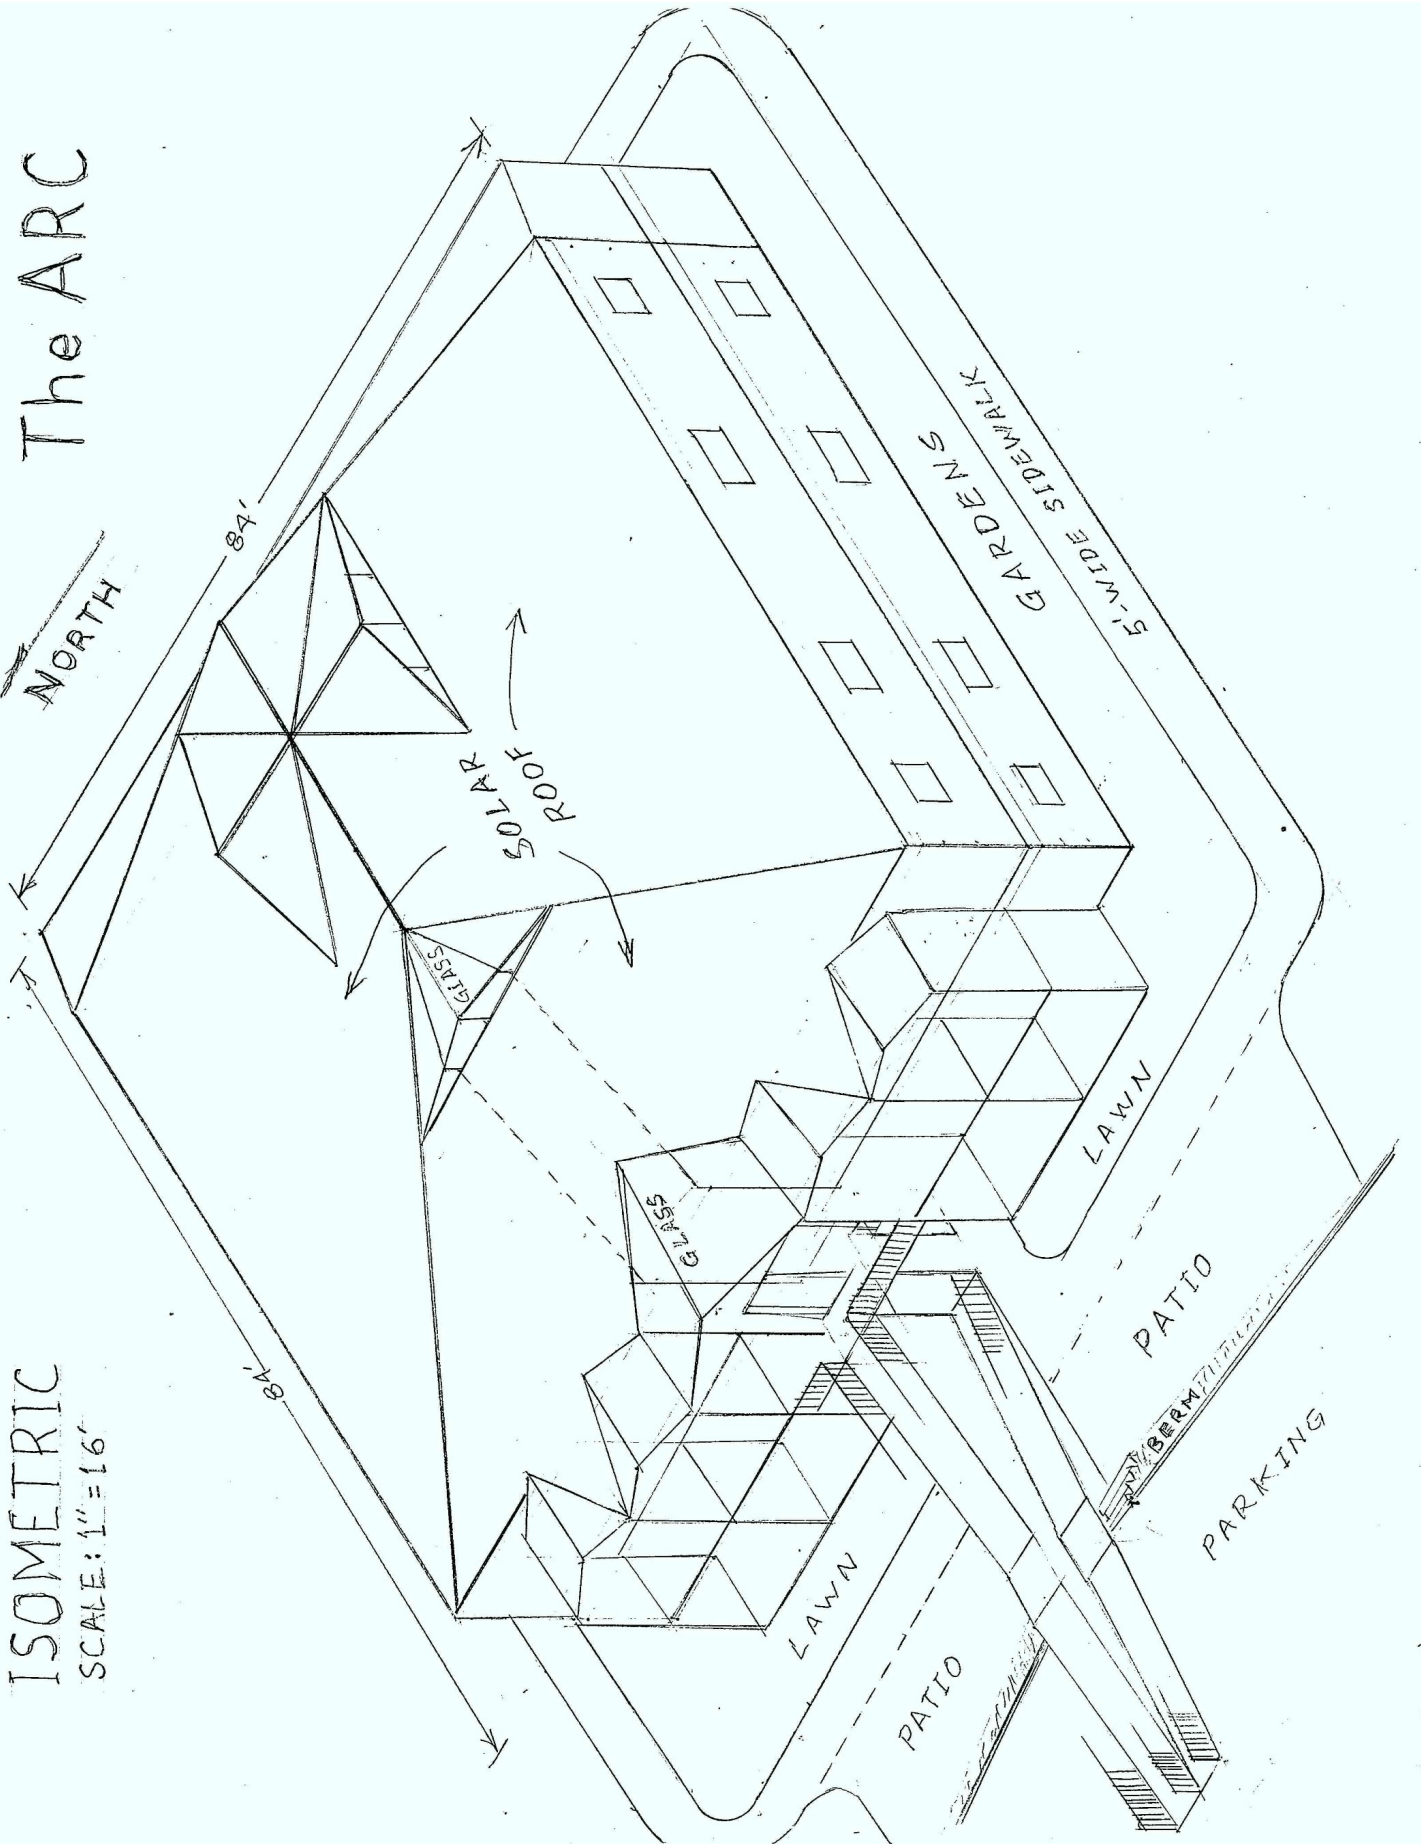 ISOMETRIC
SCALE: 1"=16'
The ARC
NORTH
84'
84'
SOLAR
ROOF
GLASS
GLASS
GARDENS
5'-WIDE SIDEWALK
LAWN
LAWN
PATIO
PATIO
BERM
PARKING